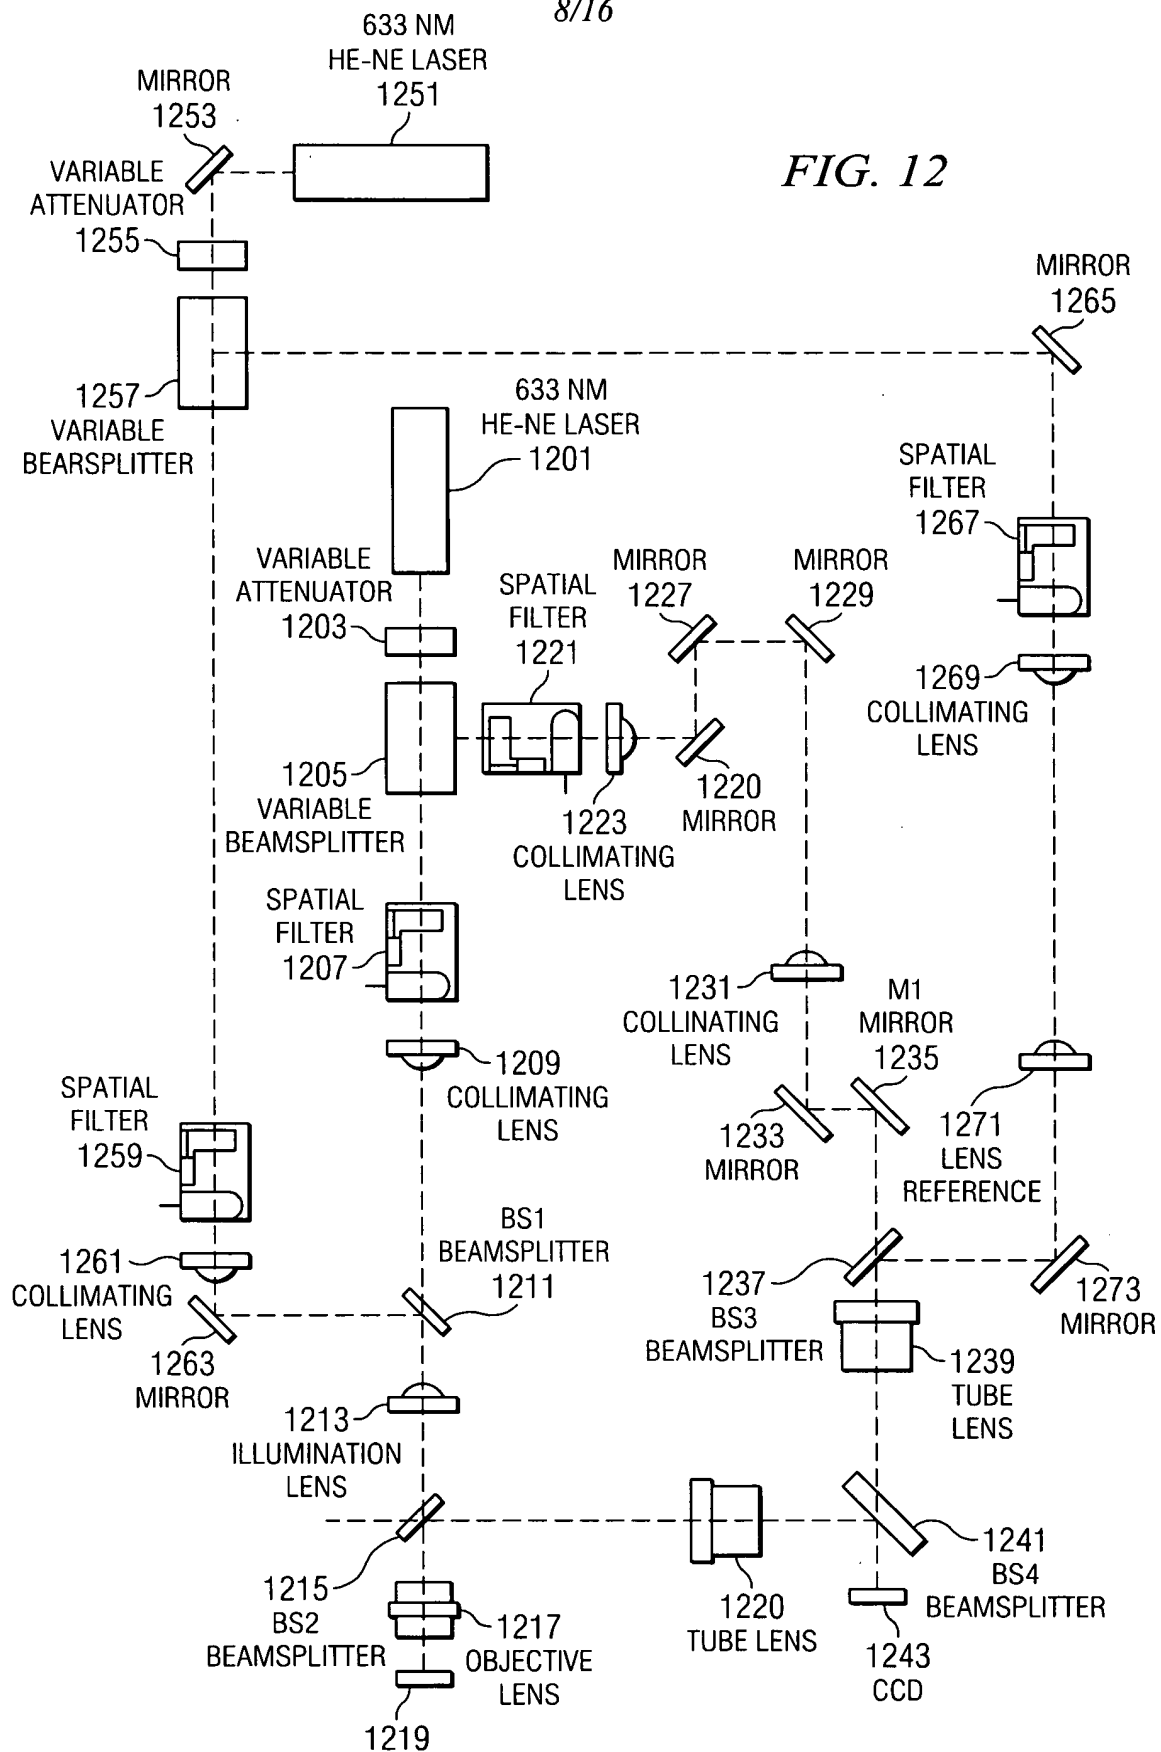 8/16
633 NM
HE-NE LASER
1251
MIRROR
1253
FIG. 12
VARIABLE
ATTENUATOR
1255
MIRROR
1265
1257
VARIABLE
BEARSPLITTER
633 NM
HE-NE LASER
1201
SPATIAL
FILTER
1267
VARIABLE
ATTENUATOR
1203
SPATIAL
FILTER
1221
MIRROR
1227
MIRROR
1229
1269
COLLIMATING
LENS
1205
VARIABLE
BEAMSPLITTER
1223
COLLIMATING
LENS
1220
MIRROR
SPATIAL
FILTER
1207
1231
COLLINATING
LENS
M1
MIRROR
1235
1209
COLLIMATING
LENS
SPATIAL
FILTER
1259
1233
MIRROR
1271
LENS
REFERENCE
BS1
BEAMSPLITTER
1211
1261
COLLIMATING
LENS
1237
BS3
BEAMSPLITTER
1273
MIRROR
1263
MIRROR
1239
TUBE
LENS
1213
ILLUMINATION
LENS
1241
BS4
BEAMSPLITTER
1215
BS2
BEAMSPLITTER
1217
OBJECTIVE
LENS
1220
TUBE LENS
1243
CCD
1219